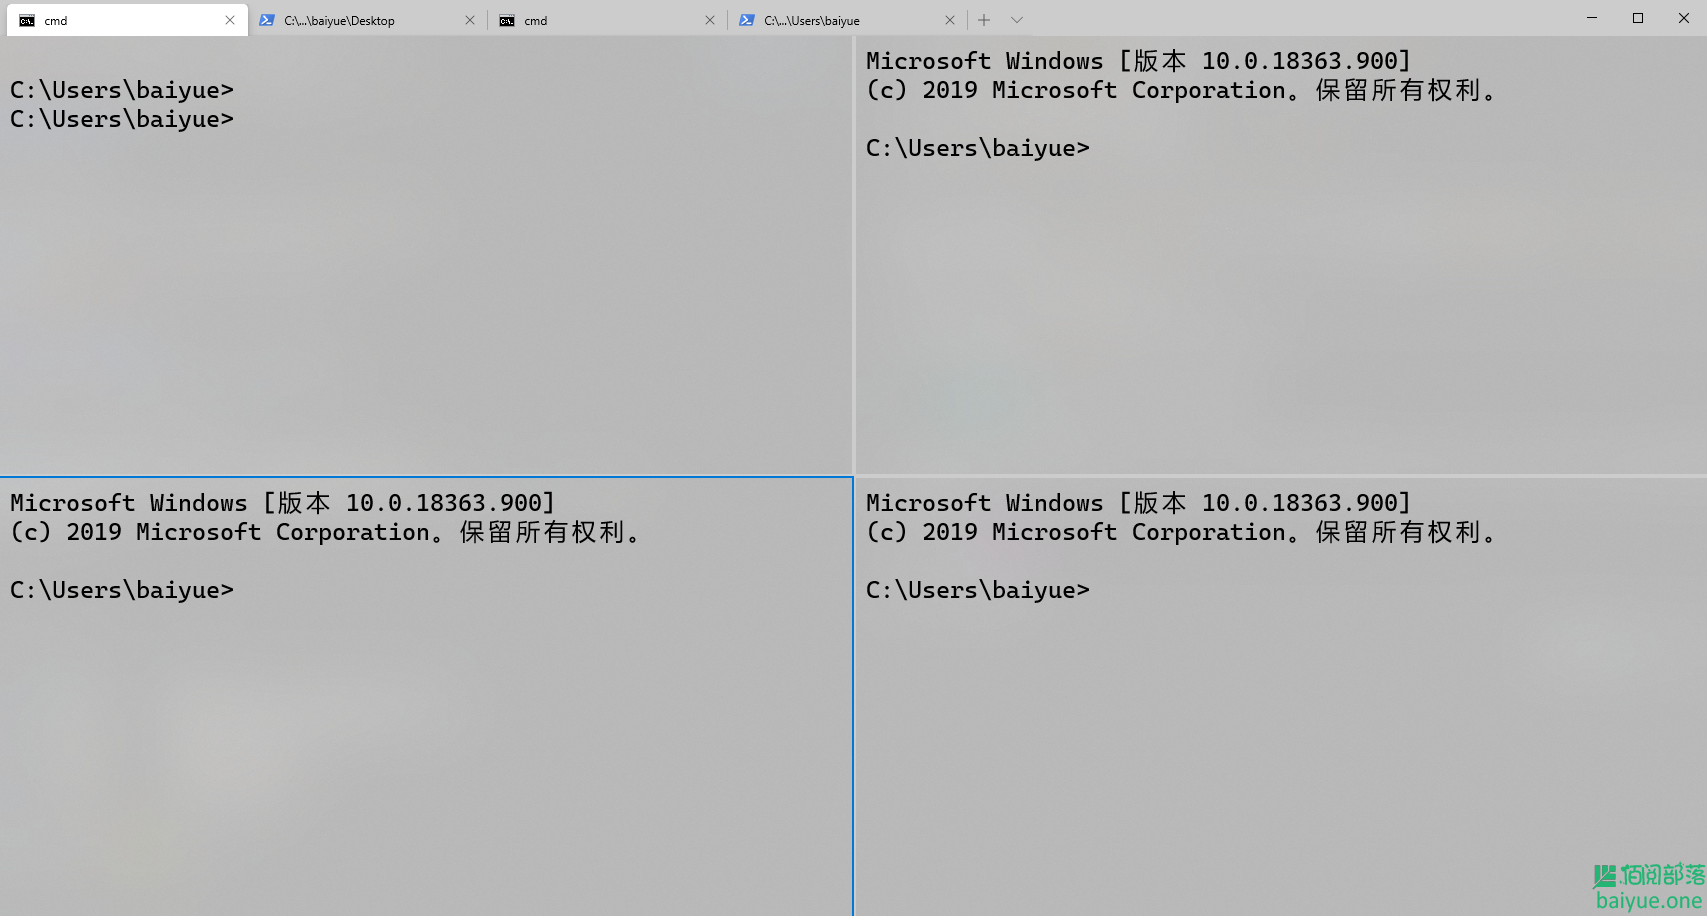 cmd
C:\...\baiyue\Desktop
cmd
C:\...\Users\baiyue
C:\Users\baiyue>
C:\Users\baiyue>
Microsoft Windows [版本 10.0.18363.900]
(c) 2019 Microsoft Corporation。保留所有权利。
C:\Users\baiyue>
Microsoft Windows [版本 10.0.18363.900]
(c) 2019 Microsoft Corporation。保留所有权利。
C:\Users\baiyue>
Microsoft Windows [版本 10.0.18363.900]
(c) 2019 Microsoft Corporation。保留所有权利。
C:\Users\baiyue>
佰阅部落
baiyue.one